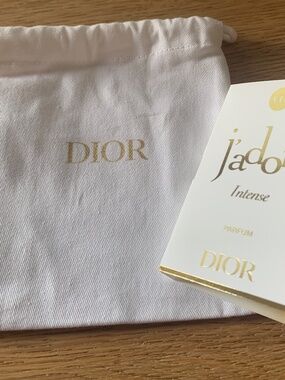 DIOR
j'ado
Intense
PARFUM
DIOR